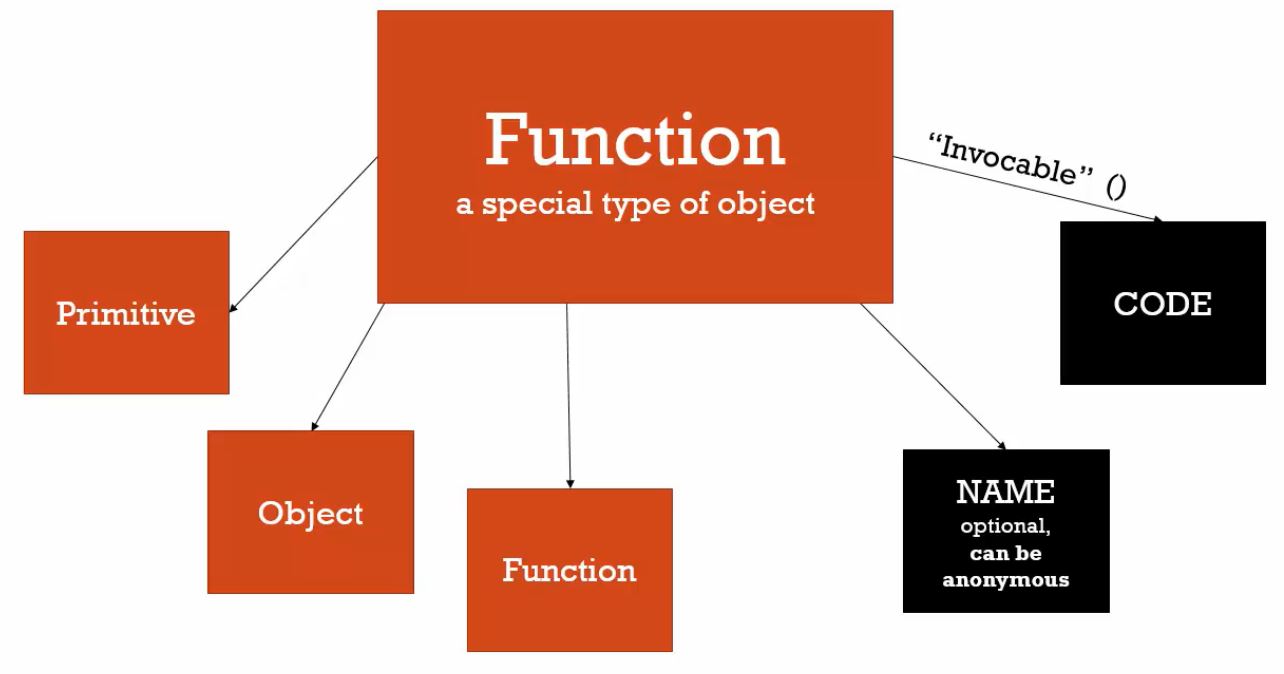 Function
a special type of object
“Invocable” ()
Primitive
CODE
Object
Function
NAME
optional,
can be
anonymous